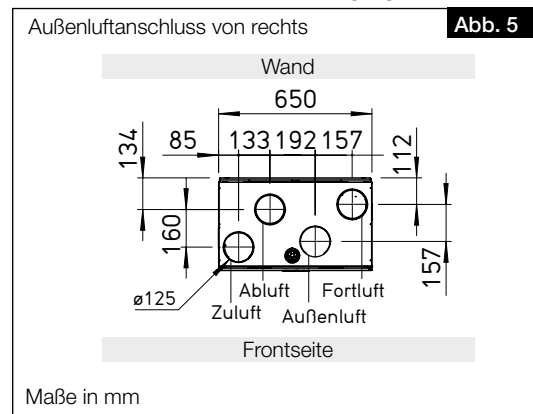 Außenluftanschluss von rechts
Abb. 5
Wand
650
85 133 192 157
134
112
160
157
ø125
Abluft Fortluft
Zuluft Außenluft
Frontseite
Maße in mm